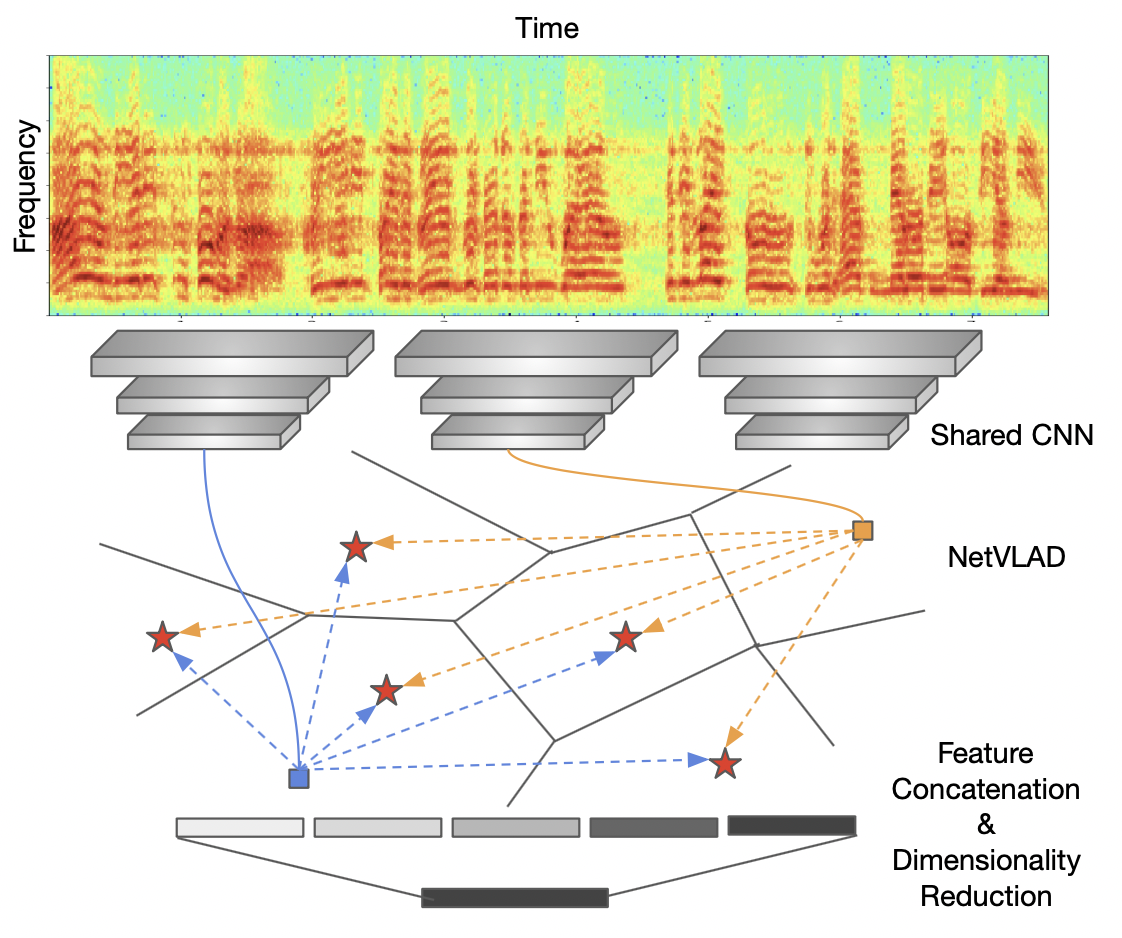 Time
Frequency
Shared CNN
NetVLAD
Feature
Concatenation
&
Dimensionality
Reduction